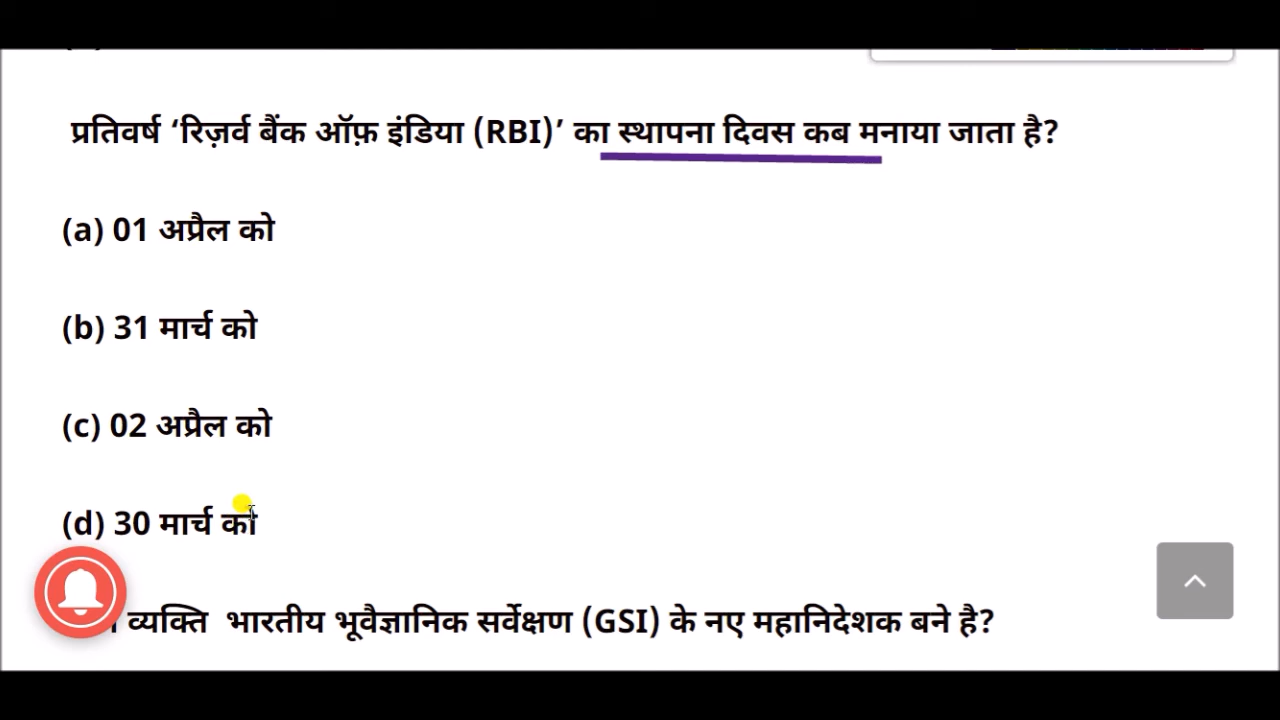 प्रतिवर्ष ‘रिज़र्व बैंक ऑफ़ इंडिया (RBI)’ का स्थापना दिवस कब मनाया जाता है?
(a) 01 अप्रैल को
(b) 31 मार्च को
(c) 02 अप्रैल को
(d) 30 मार्च को
व्यक्ति भारतीय भूवैज्ञानिक सर्वेक्षण (GSI) के नए महानिदेशक बने है?